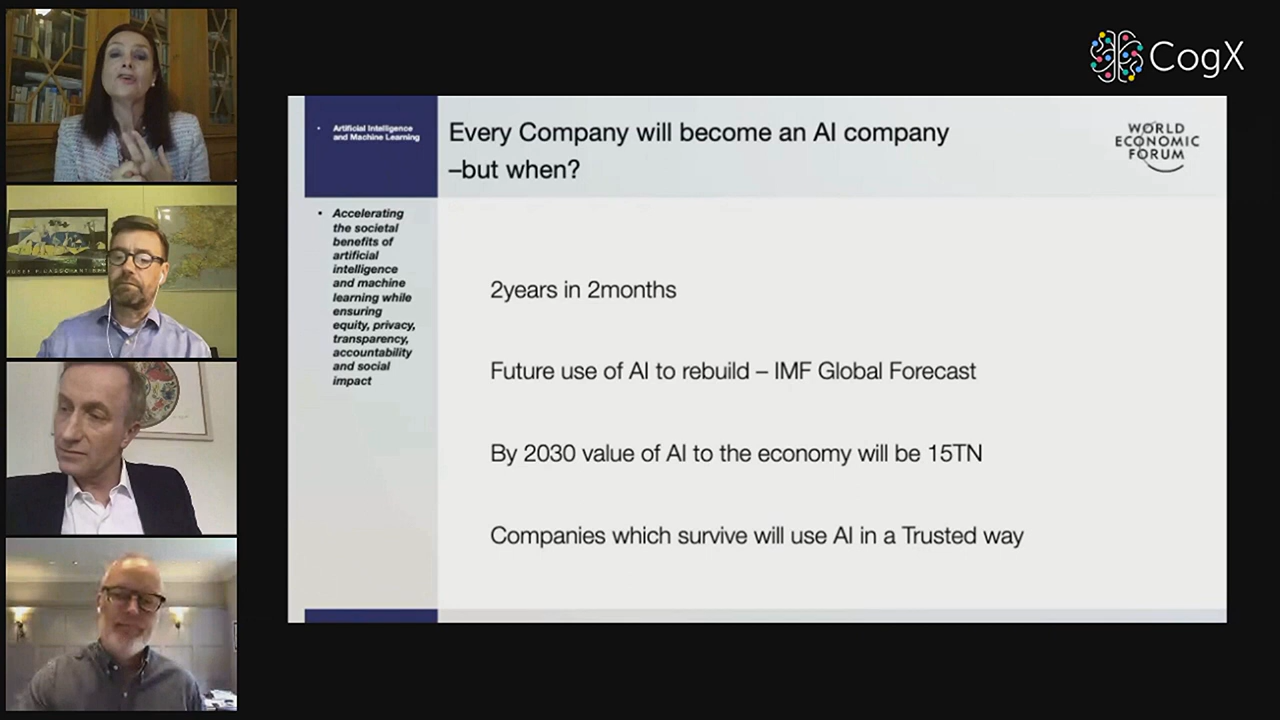 CogX
• Artificial Intelligence
and Machine Learning
Every Company will become an AI company
–but when?
WORLD
ECONOMIC
FORUM
• Accelerating
the societal
benefits of
artificial
intelligence
and machine
learning while
ensuring
equity, privacy,
transparency,
accountability
and social
impact
2years in 2months
Future use of AI to rebuild – IMF Global Forecast
By 2030 value of AI to the economy will be 15TN
Companies which survive will use AI in a Trusted way